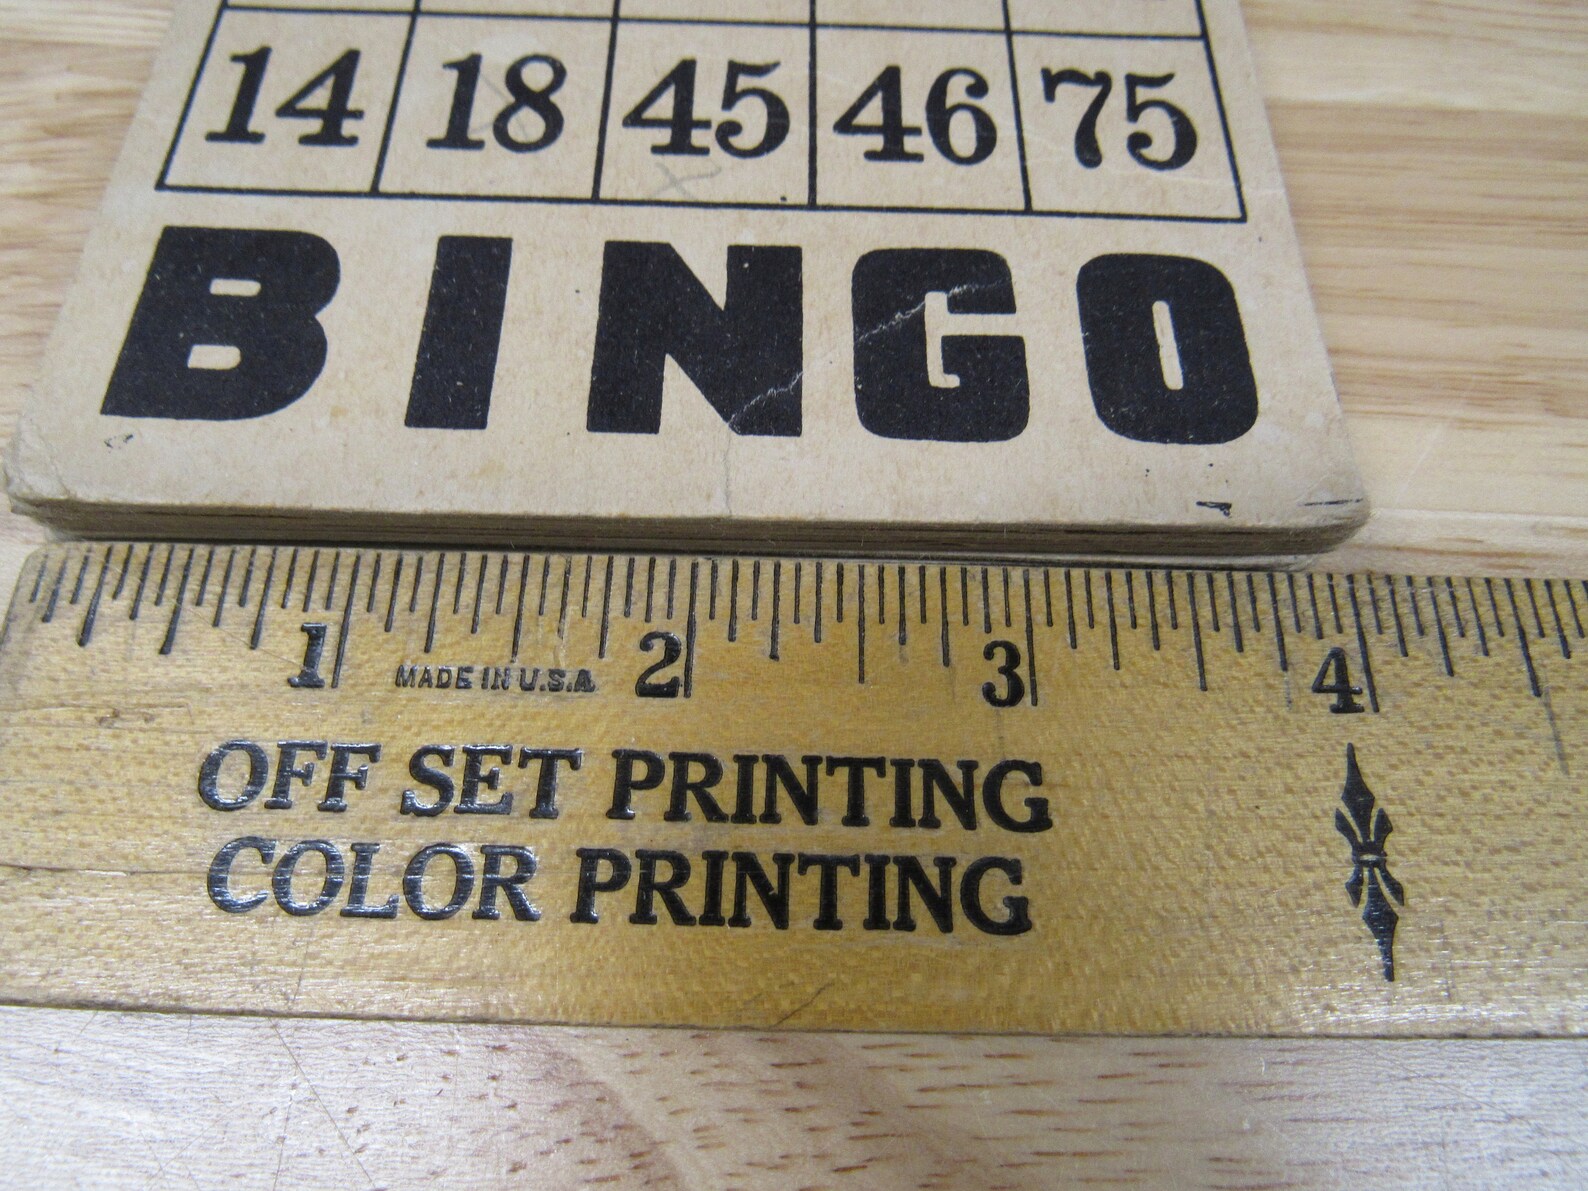 14 18 45 46 75
BINGO
1 2 3 4
MADE IN U.S.A.
OFF SET PRINTING
COLOR PRINTING